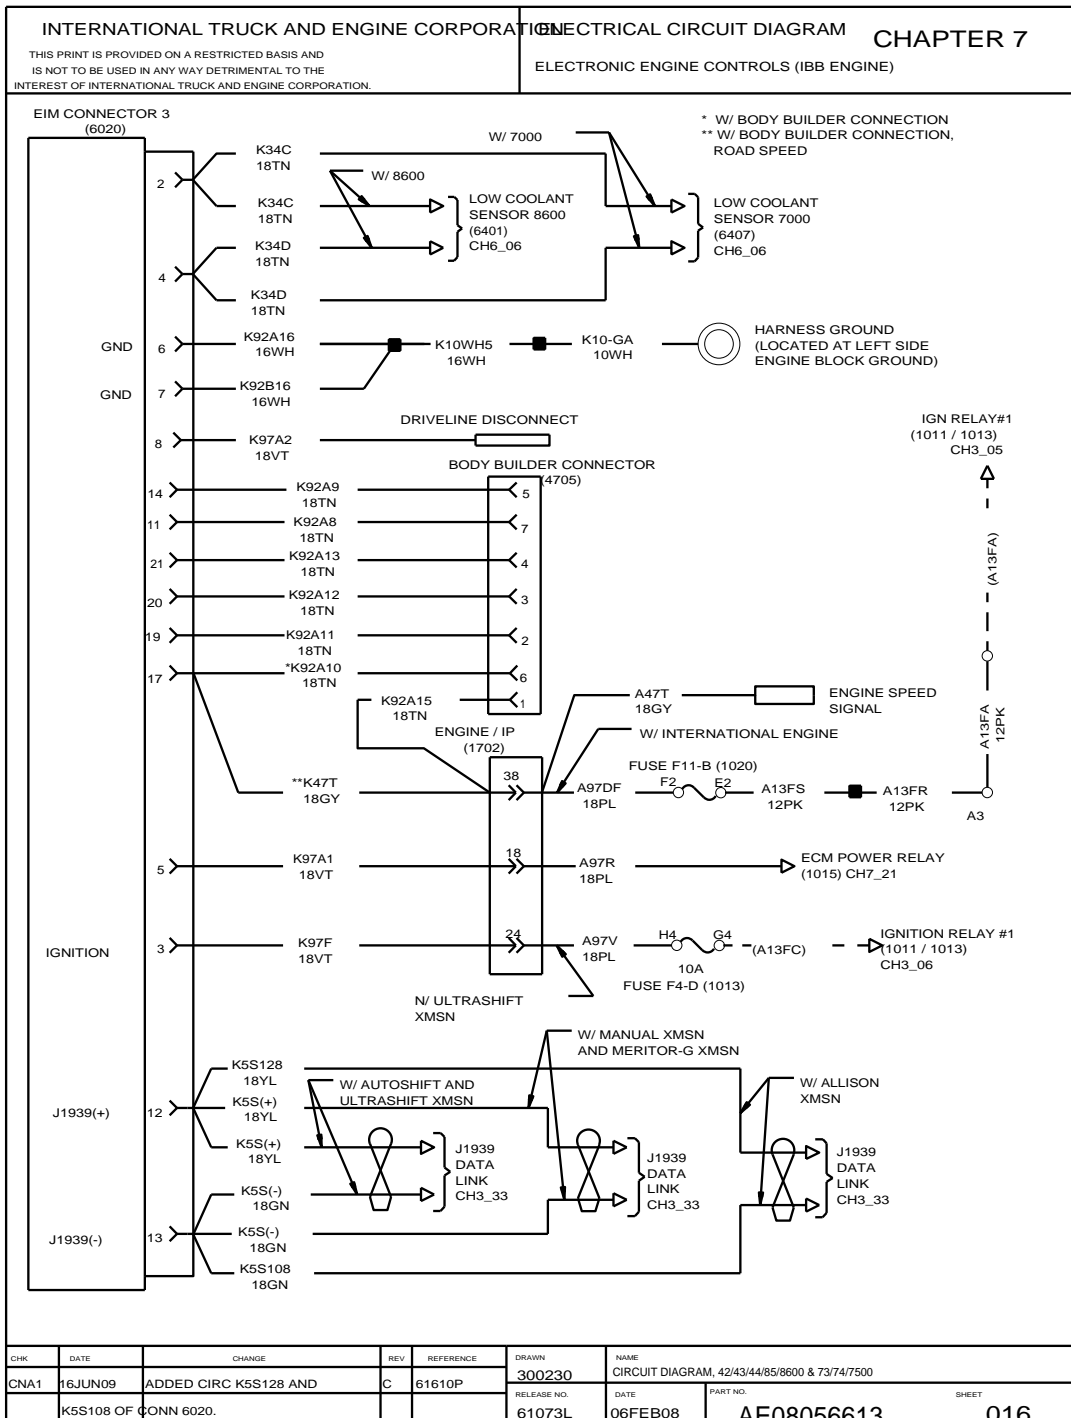 INTERNATIONAL TRUCK AND ENGINE CORPORATION
THIS PRINT IS PROVIDED ON A RESTRICTED BASIS AND
IS NOT TO BE USED IN ANY WAY DETRIMENTAL TO THE
INTEREST OF INTERNATIONAL TRUCK AND ENGINE CORPORATION.
ELECTRICAL CIRCUIT DIAGRAM
CHAPTER 7
ELECTRONIC ENGINE CONTROLS (IBB ENGINE)
EIM CONNECTOR 3
(6020)
* W/ BODY BUILDER CONNECTION
** W/ BODY BUILDER CONNECTION,
ROAD SPEED
W/ 7000
2
K34C
18TN
W/ 8600
K34C
18TN
LOW COOLANT
SENSOR 8600
(6401)
CH6_06
LOW COOLANT
SENSOR 7000
(6407)
CH6_06
4
K34D
18TN
K34D
18TN
GND
6
K92A16
16WH
K10WH5
16WH
K10-GA
10WH
HARNESS GROUND
(LOCATED AT LEFT SIDE
ENGINE BLOCK GROUND)
GND
7
K92B16
16WH
8
K97A2
18VT
DRIVELINE DISCONNECT
IGN RELAY#1
(1011 / 1013)
CH3_05
BODY BUILDER CONNECTOR
(4705)
14
K92A9
18TN
5
11
K92A8
18TN
7
21
K92A13
18TN
4
(A13FA)
20
K92A12
18TN
3
19
K92A11
18TN
2
17
*K92A10
18TN
6
K92A15
18TN
1
A47T
18GY
ENGINE SPEED
SIGNAL
A13FA
12PK
ENGINE / IP
(1702)
W/ INTERNATIONAL ENGINE
**K47T
18GY
38
A97DF
18PL
FUSE F11-B (1020)
F2
E2
A13FS
12PK
A13FR
12PK
A3
5
K97A1
18VT
18
A97R
18PL
ECM POWER RELAY
(1015) CH7_21
IGNITION
3
K97F
18VT
24
A97V
18PL
H4
G4
10A
FUSE F4-D (1013)
(A13FC)
IGNITION RELAY #1
(1011 / 1013)
CH3_06
N/ ULTRASHIFT
XMSN
W/ MANUAL XMSN
AND MERITOR-G XMSN
K5S128
18YL
W/ AUTOSHIFT AND
ULTRASHIFT XMSN
W/ ALLISON
XMSN
J1939(+)
12
K5S(+)
18YL
K5S(+)
18YL
J1939
DATA
LINK
CH3_33
J1939
DATA
LINK
CH3_33
J1939
DATA
LINK
CH3_33
K5S(-)
18GN
J1939(-)
13
K5S(-)
18GN
K5S108
18GN
CHK
DATE
CHANGE
REV
REFERENCE
DRAWN
NAME
CNA1
16JUN09
ADDED CIRC K5S128 AND
C
61610P
300230
CIRCUIT DIAGRAM, 42/43/44/85/8600 & 73/74/7500
K5S108 OF CONN 6020.
RELEASE NO.
DATE
PART NO.
SHEET
61073L
06FEB08
AE08056613
016